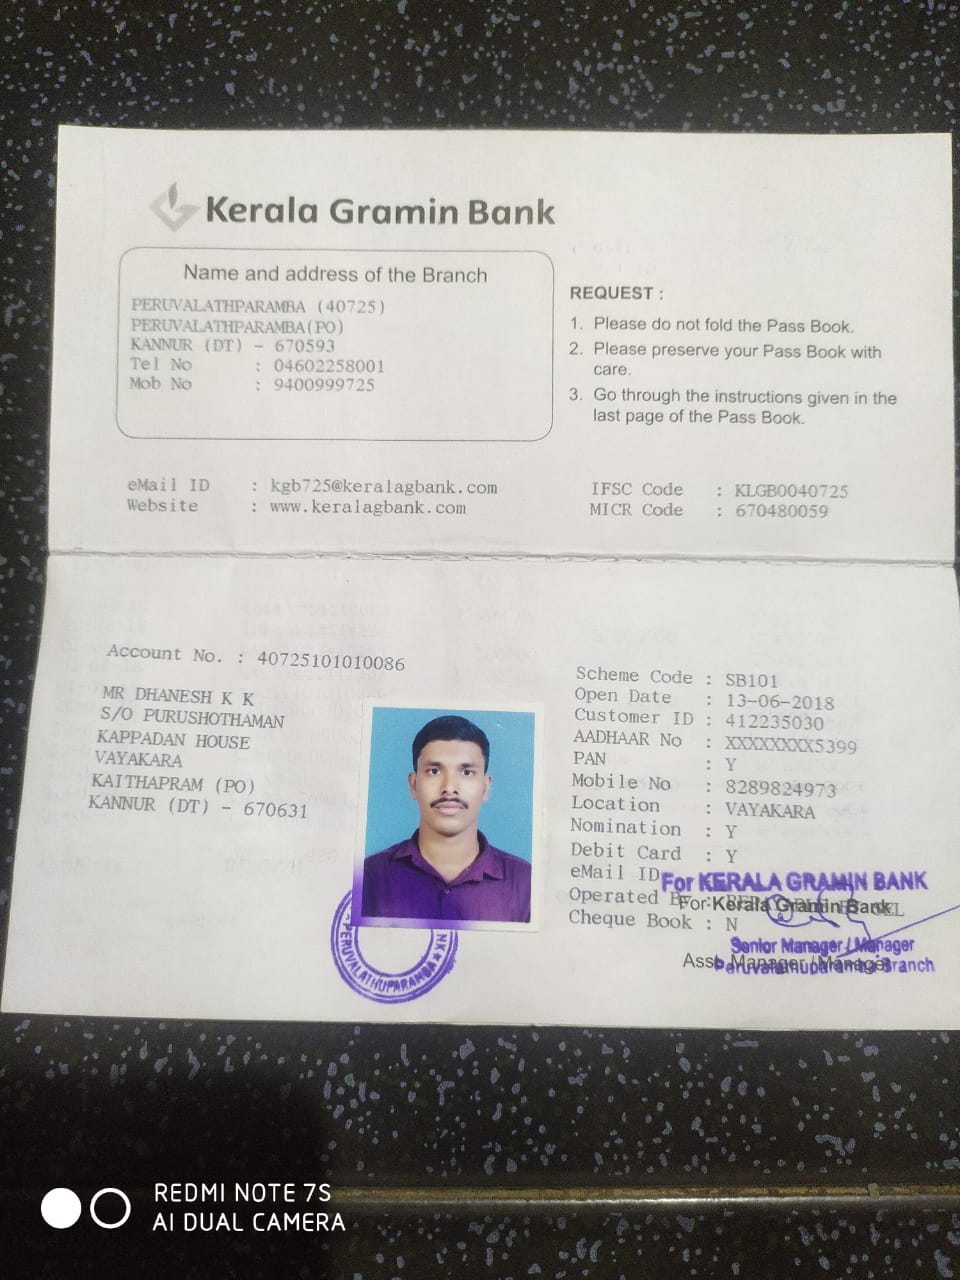 Kerala Gramin Bank
Name and address of the Branch
PERUVALATHPARAMBA (40725)
PERUVALATHPARAMBA(PO)
KANNUR (DT) - 670593
Tel No : 04602258001
Mob No : 9400999725
REQUEST :
1. Please do not fold the Pass Book.
2. Please preserve your Pass Book with
care.
3. Go through the instructions given in the
last page of the Pass Book.
eMail ID : kgb725@keralagbank.com
Website : www.keralagbank.com
IFSC Code : KLGB0040725
MICR Code : 670480059
Account No. : 40725101010086
MR DHANESH K K
S/O PURUSHOTHAMAN
KAPPADAN HOUSE
VAYAKARA
KAITHAPRAM (PO)
KANNUR (DT) - 670631
Scheme Code : SB101
Open Date : 13-06-2018
Customer ID : 412235030
AADHAAR No : XXXXXXXX5399
PAN : Y
Mobile No : 8289824973
Location : VAYAKARA
Nomination : Y
Debit Card : Y
eMail ID
For KERALA GRAMIN BANK
Operated
For Kerala Gramin Bank
Cheque Book : N
Senior Manager / Manager
Asst. Manager / Manager
Peruvalathuparamba Branch
PERUVALATHUPARAMBA
REDMI NOTE 7S
AI DUAL CAMERA